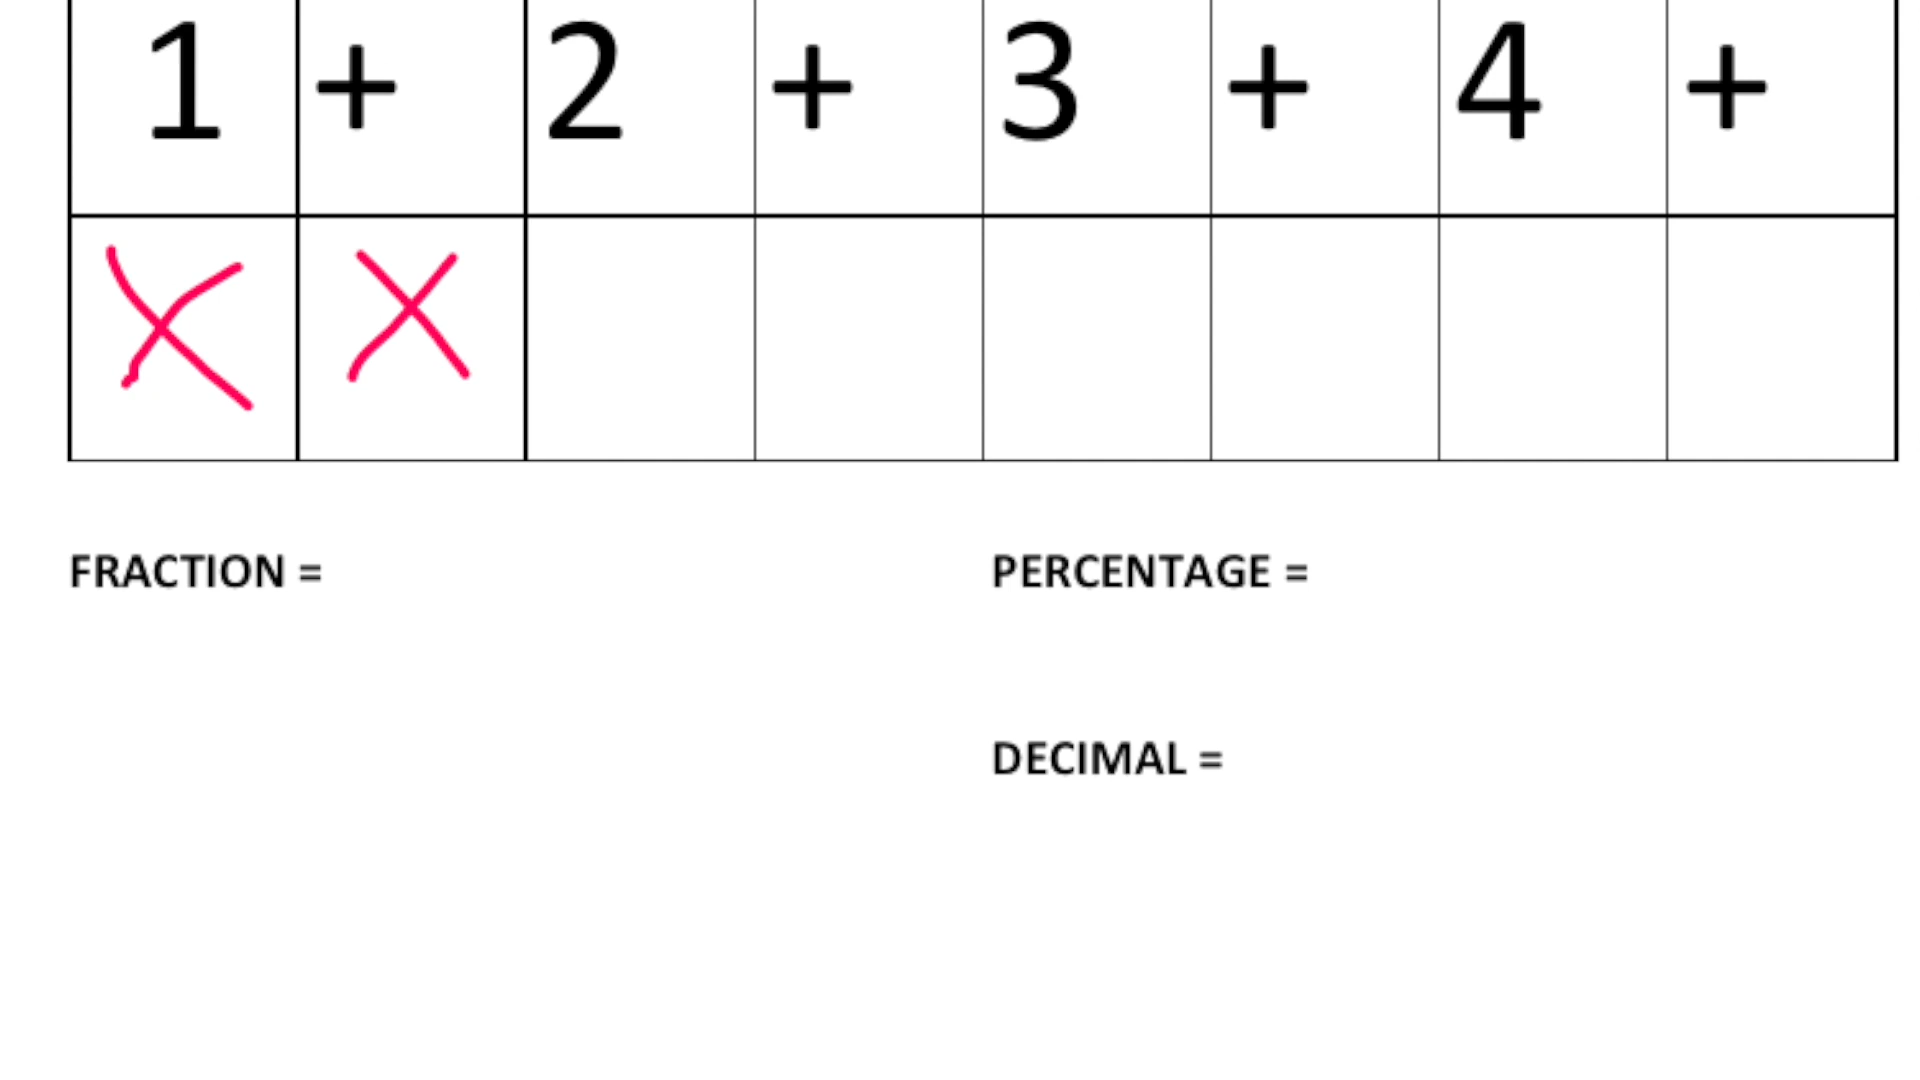 1 + 2 + 3 + 4 +
X X
FRACTION = PERCENTAGE =
DECIMAL =